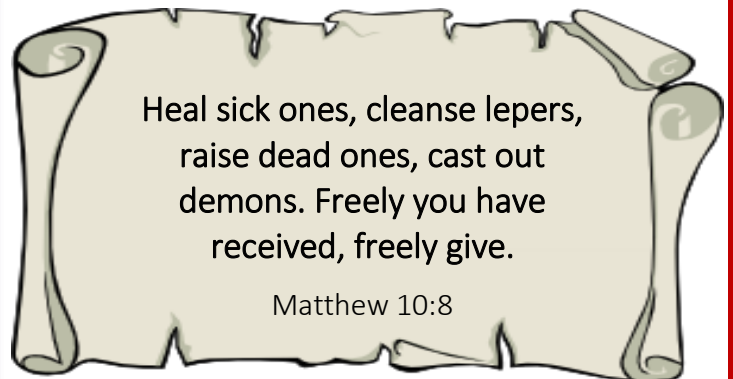 Heal sick ones, cleanse lepers,
raise dead ones, cast out
demons. Freely you have
received, freely give.
Matthew 10:8